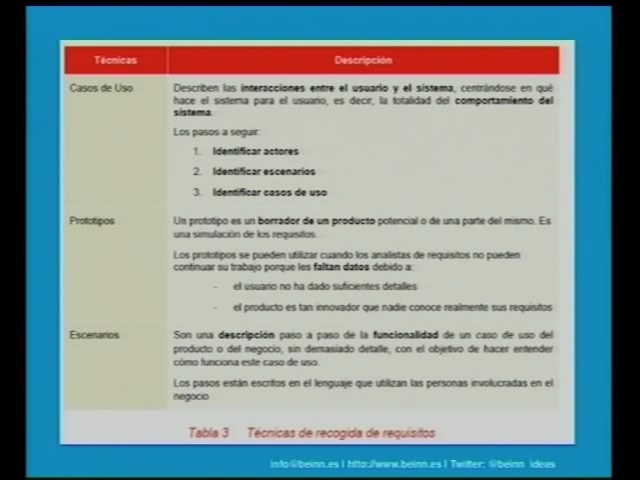 Técnicas Descripción
Casos de Uso Describen las interacciones entre el usuario y el sistema, centrándose en qué
hace el sistema para el usuario, es decir, la totalidad del comportamiento del
sistema.
Los pasos a seguir:
1. Identificar actores
2. Identificar escenarios
3. Identificar casos de uso
Prototipos Un prototipo es un borrador de un producto potencial o de una parte del mismo. Es
una simulación de los requisitos.
Los prototipos se pueden utilizar cuando los analistas de requisitos no pueden
continuar su trabajo porque les faltan datos debido a:
- el usuario no ha dado suficientes detalles
- el producto es tan innovador que nadie conoce realmente sus requisitos
Escenarios Son una descripción paso a paso de la funcionalidad de un caso de uso del
producto o del negocio, sin demasiado detalle, con el objetivo de hacer entender
cómo funciona este caso de uso.
Los pasos están escritos en el lenguaje que utilizan las personas involucradas en el
negocio
Tabla 3 Técnicas de recogida de requisitos
info@beinn.es | http://www.beinn.es | Twitter: @beinn_ideas